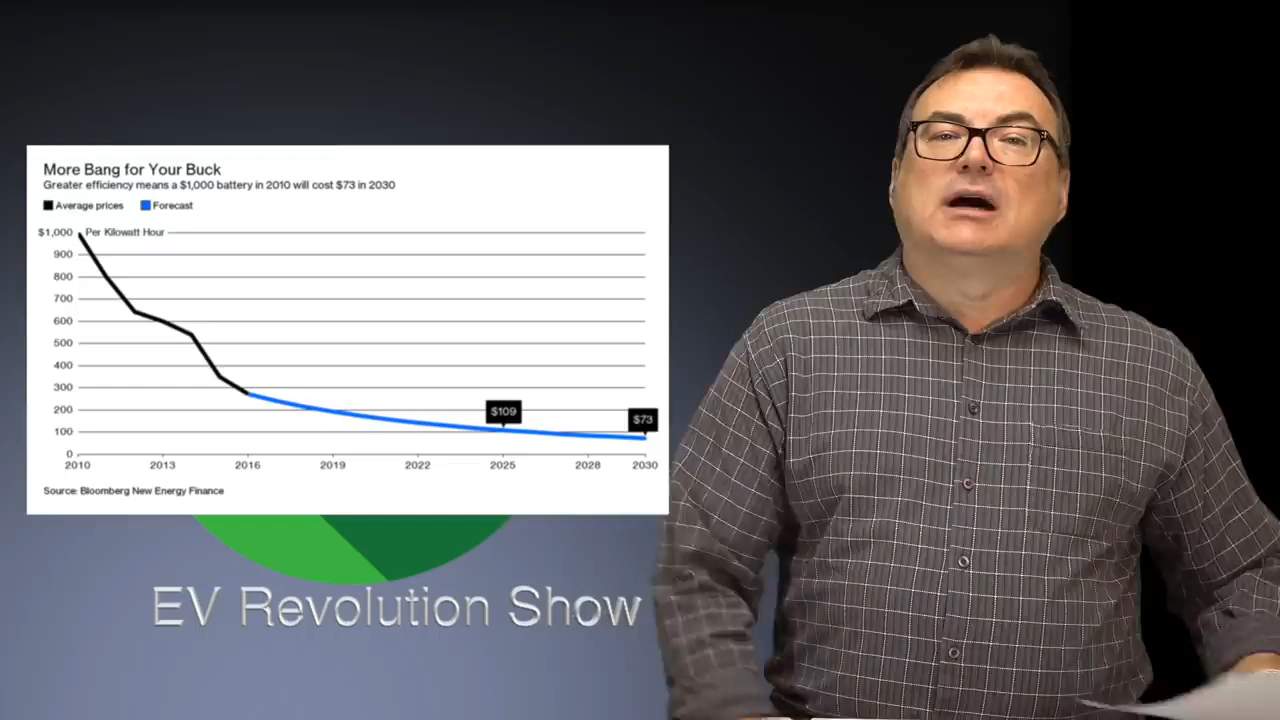 More Bang for Your Buck
Greater efficiency means a $1,000 battery in 2010 will cost $73 in 2030
Average prices Forecast
$1,000 Per Kilowatt Hour
900
800
700
600
500
400
300
200
100
0
$109
$73
2010 2013 2016 2019 2022 2025 2028 2030
Source: Bloomberg New Energy Finance
EV Revolution Show